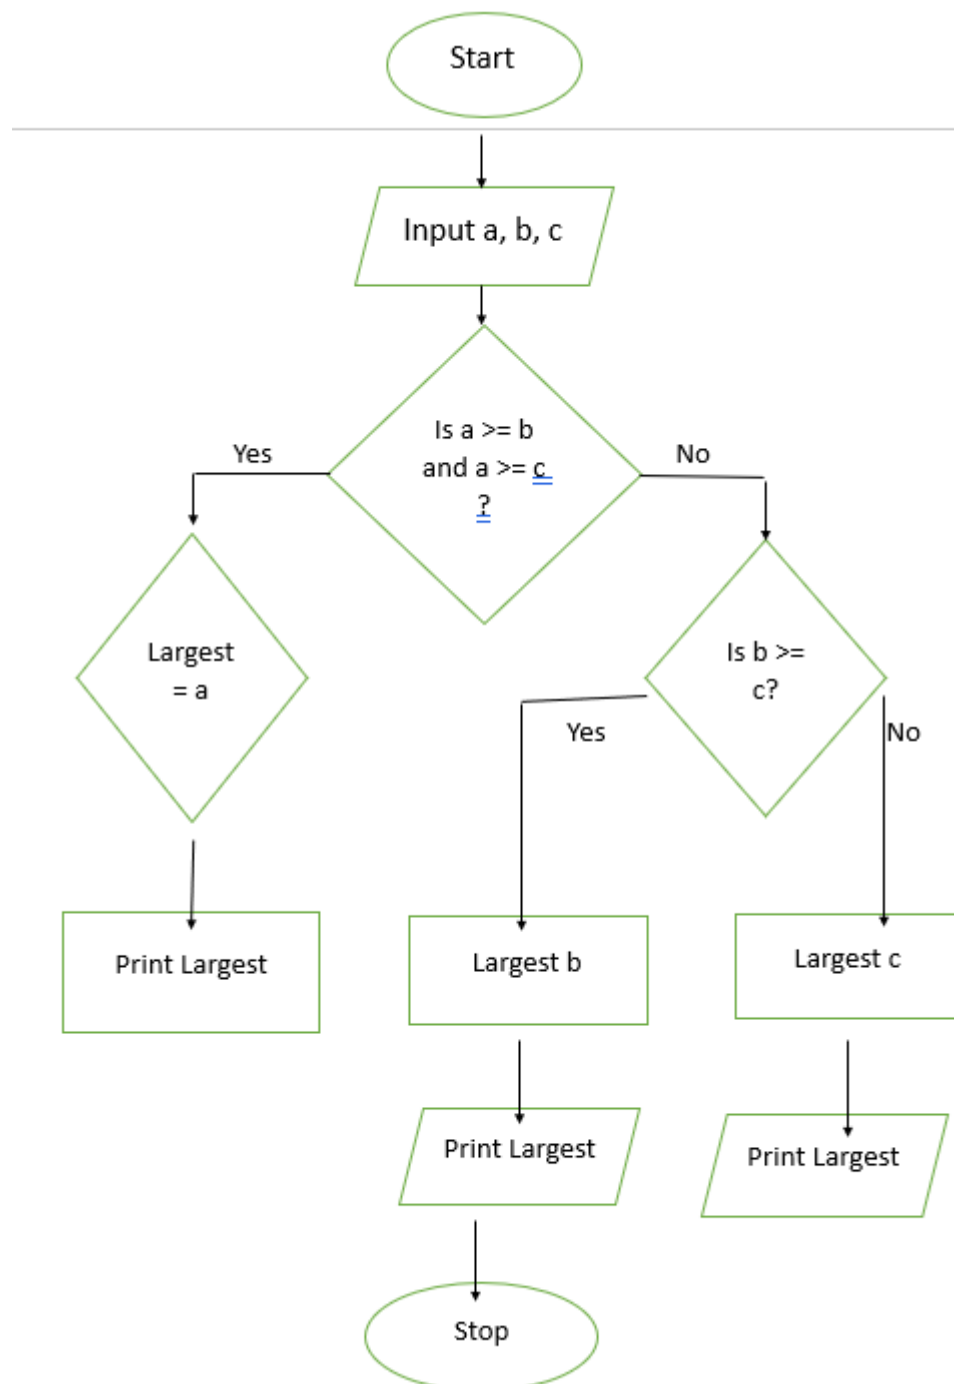 Start
Input a, b, c
Is a >= b
and a >= c
?
Yes
No
Largest
= a
Is b >=
c?
Yes
No
Print Largest
Largest b
Largest c
Print Largest
Print Largest
Stop